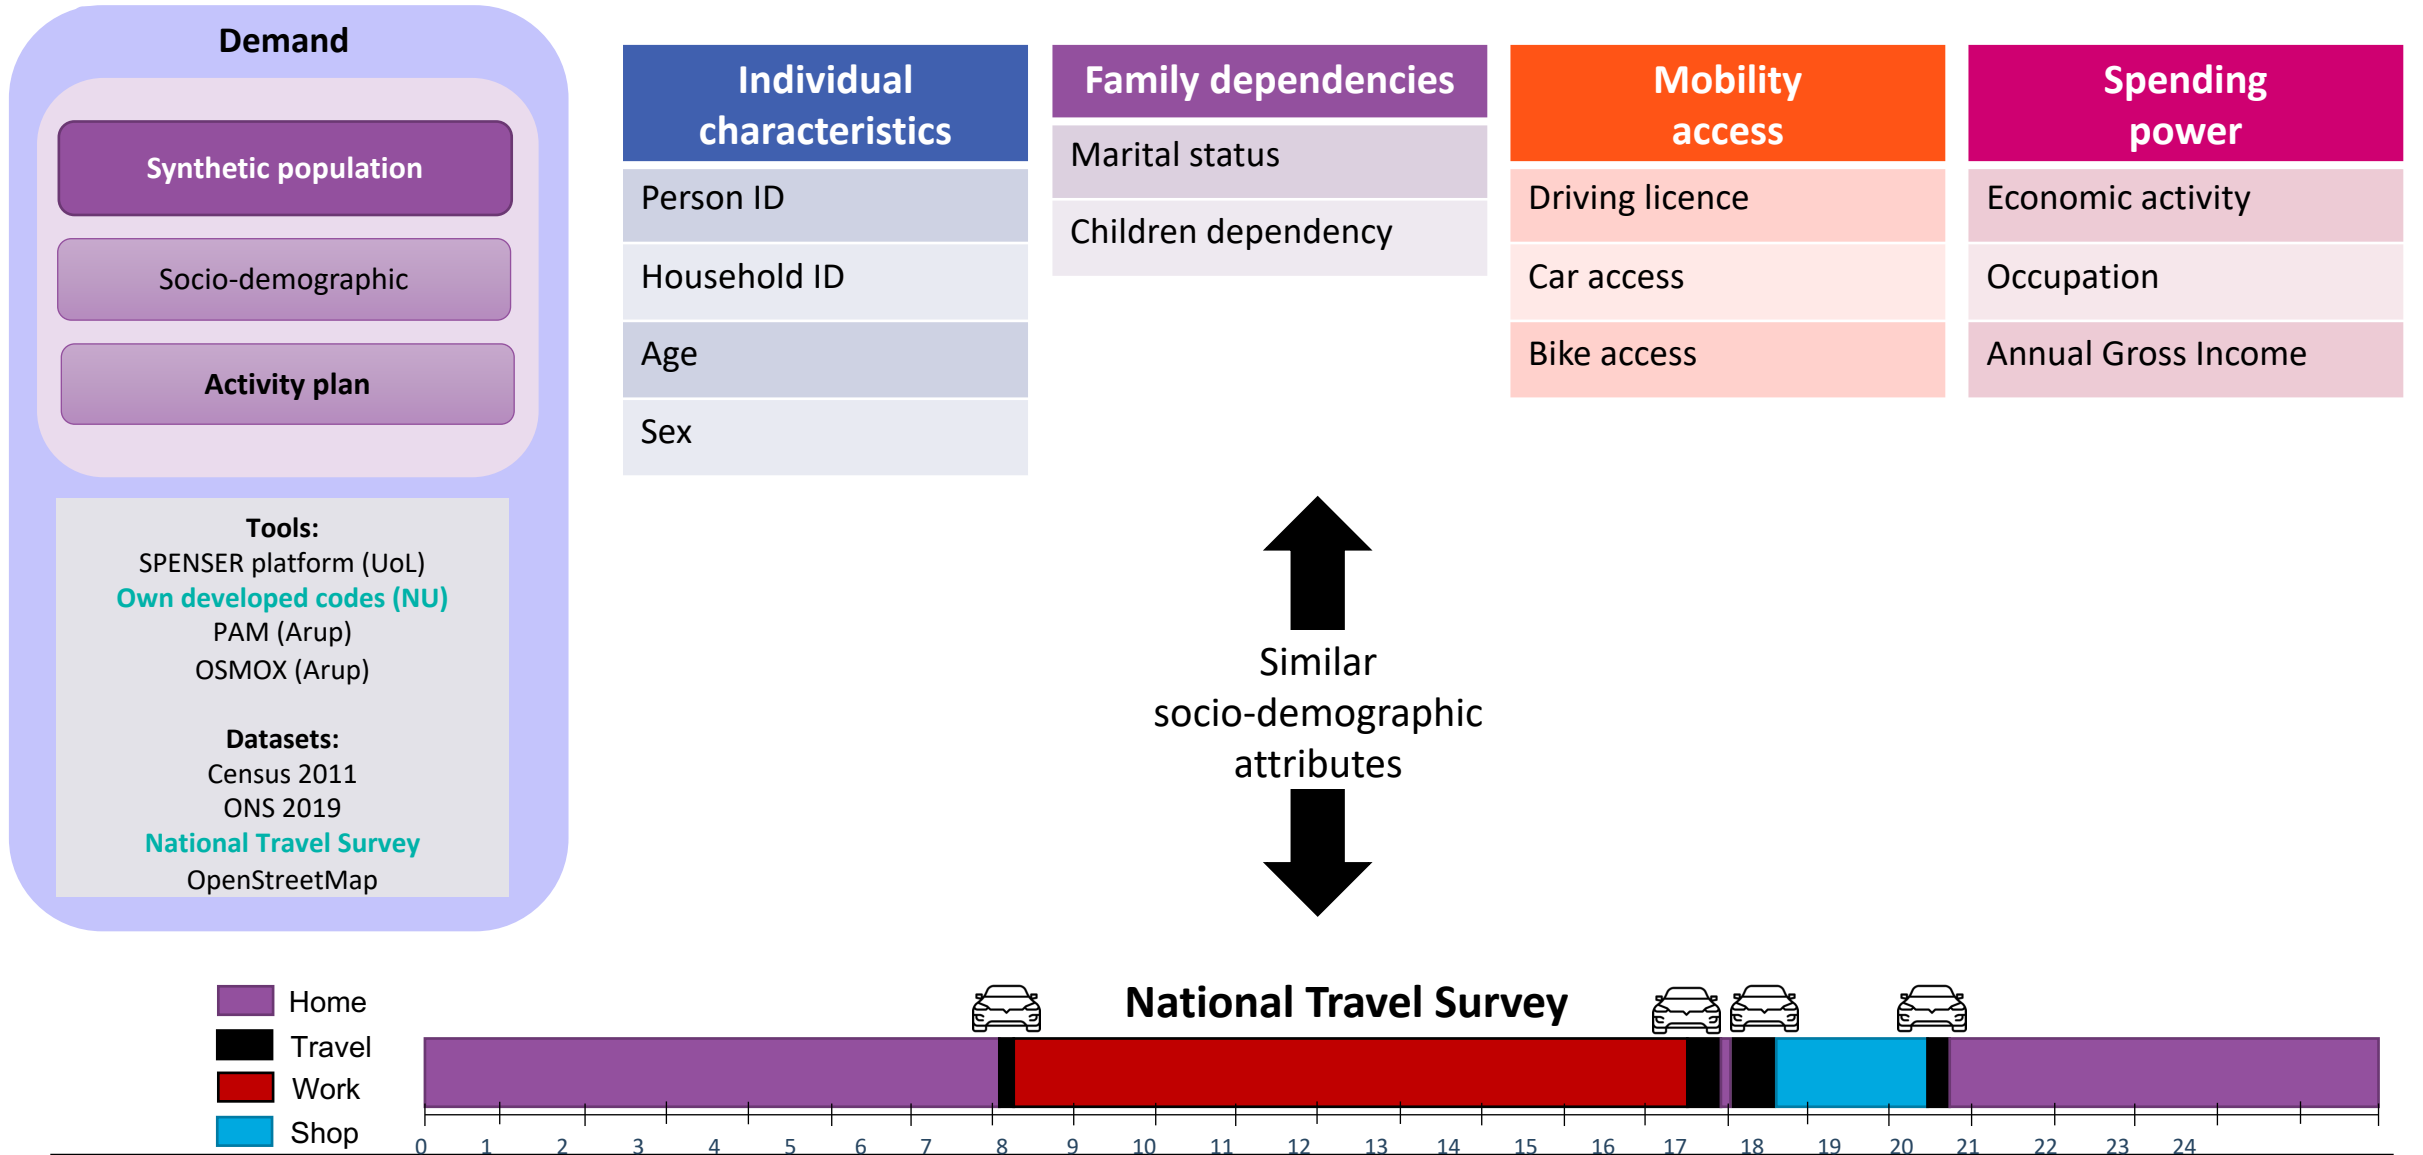 Demand
Synthetic population
Socio-demographic
Activity plan
Tools:
SPENSER platform (UoL)
Own developed codes (NU)
PAM (Arup)
OSMOX (Arup)
Datasets:
Census 2011
ONS 2019
National Travel Survey
OpenStreetMap
Individual
characteristics
Person ID
Household ID
Age
Sex
Family dependencies
Marital status
Children dependency
Mobility
access
Driving licence
Car access
Bike access
Spending
power
Economic activity
Occupation
Annual Gross Income
Similar
socio-demographic
attributes
National Travel Survey
Home
Travel
Work
Shop
0 1 2 3 4 5 6 7 8 9 10 11 12 13 14 15 16 17 18 19 20 21 22 23 24